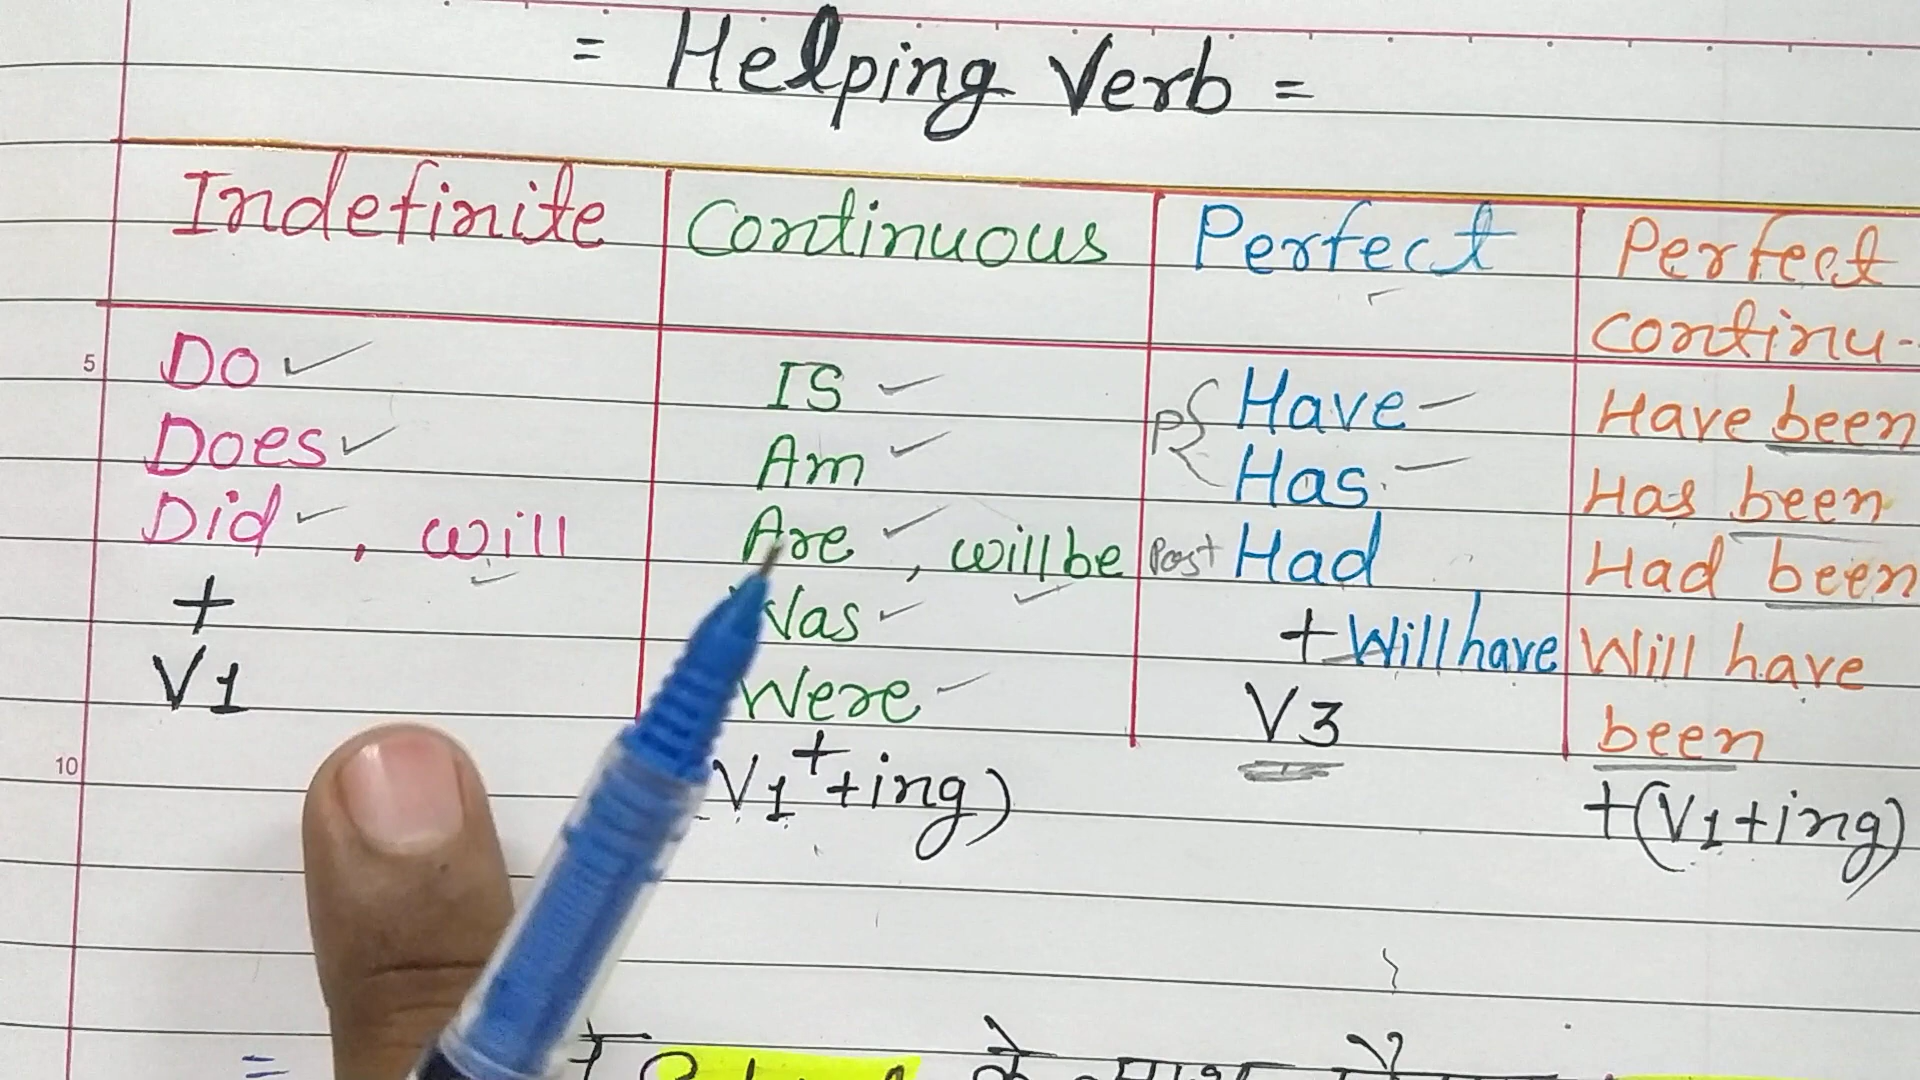 = Helping Verb =
Indefinite Continuous Perfect Perfect
continu-
5 Do ✓ IS ✓ Have Have been
Does ✓ Am ✓ PS Has Has been
Did ✓, will Are ✓, will be Past Had Had been
+ Was ✓ + Will have Will have
V1 Were V3 been
10 + V1 + ing) +(V1+ing)
=